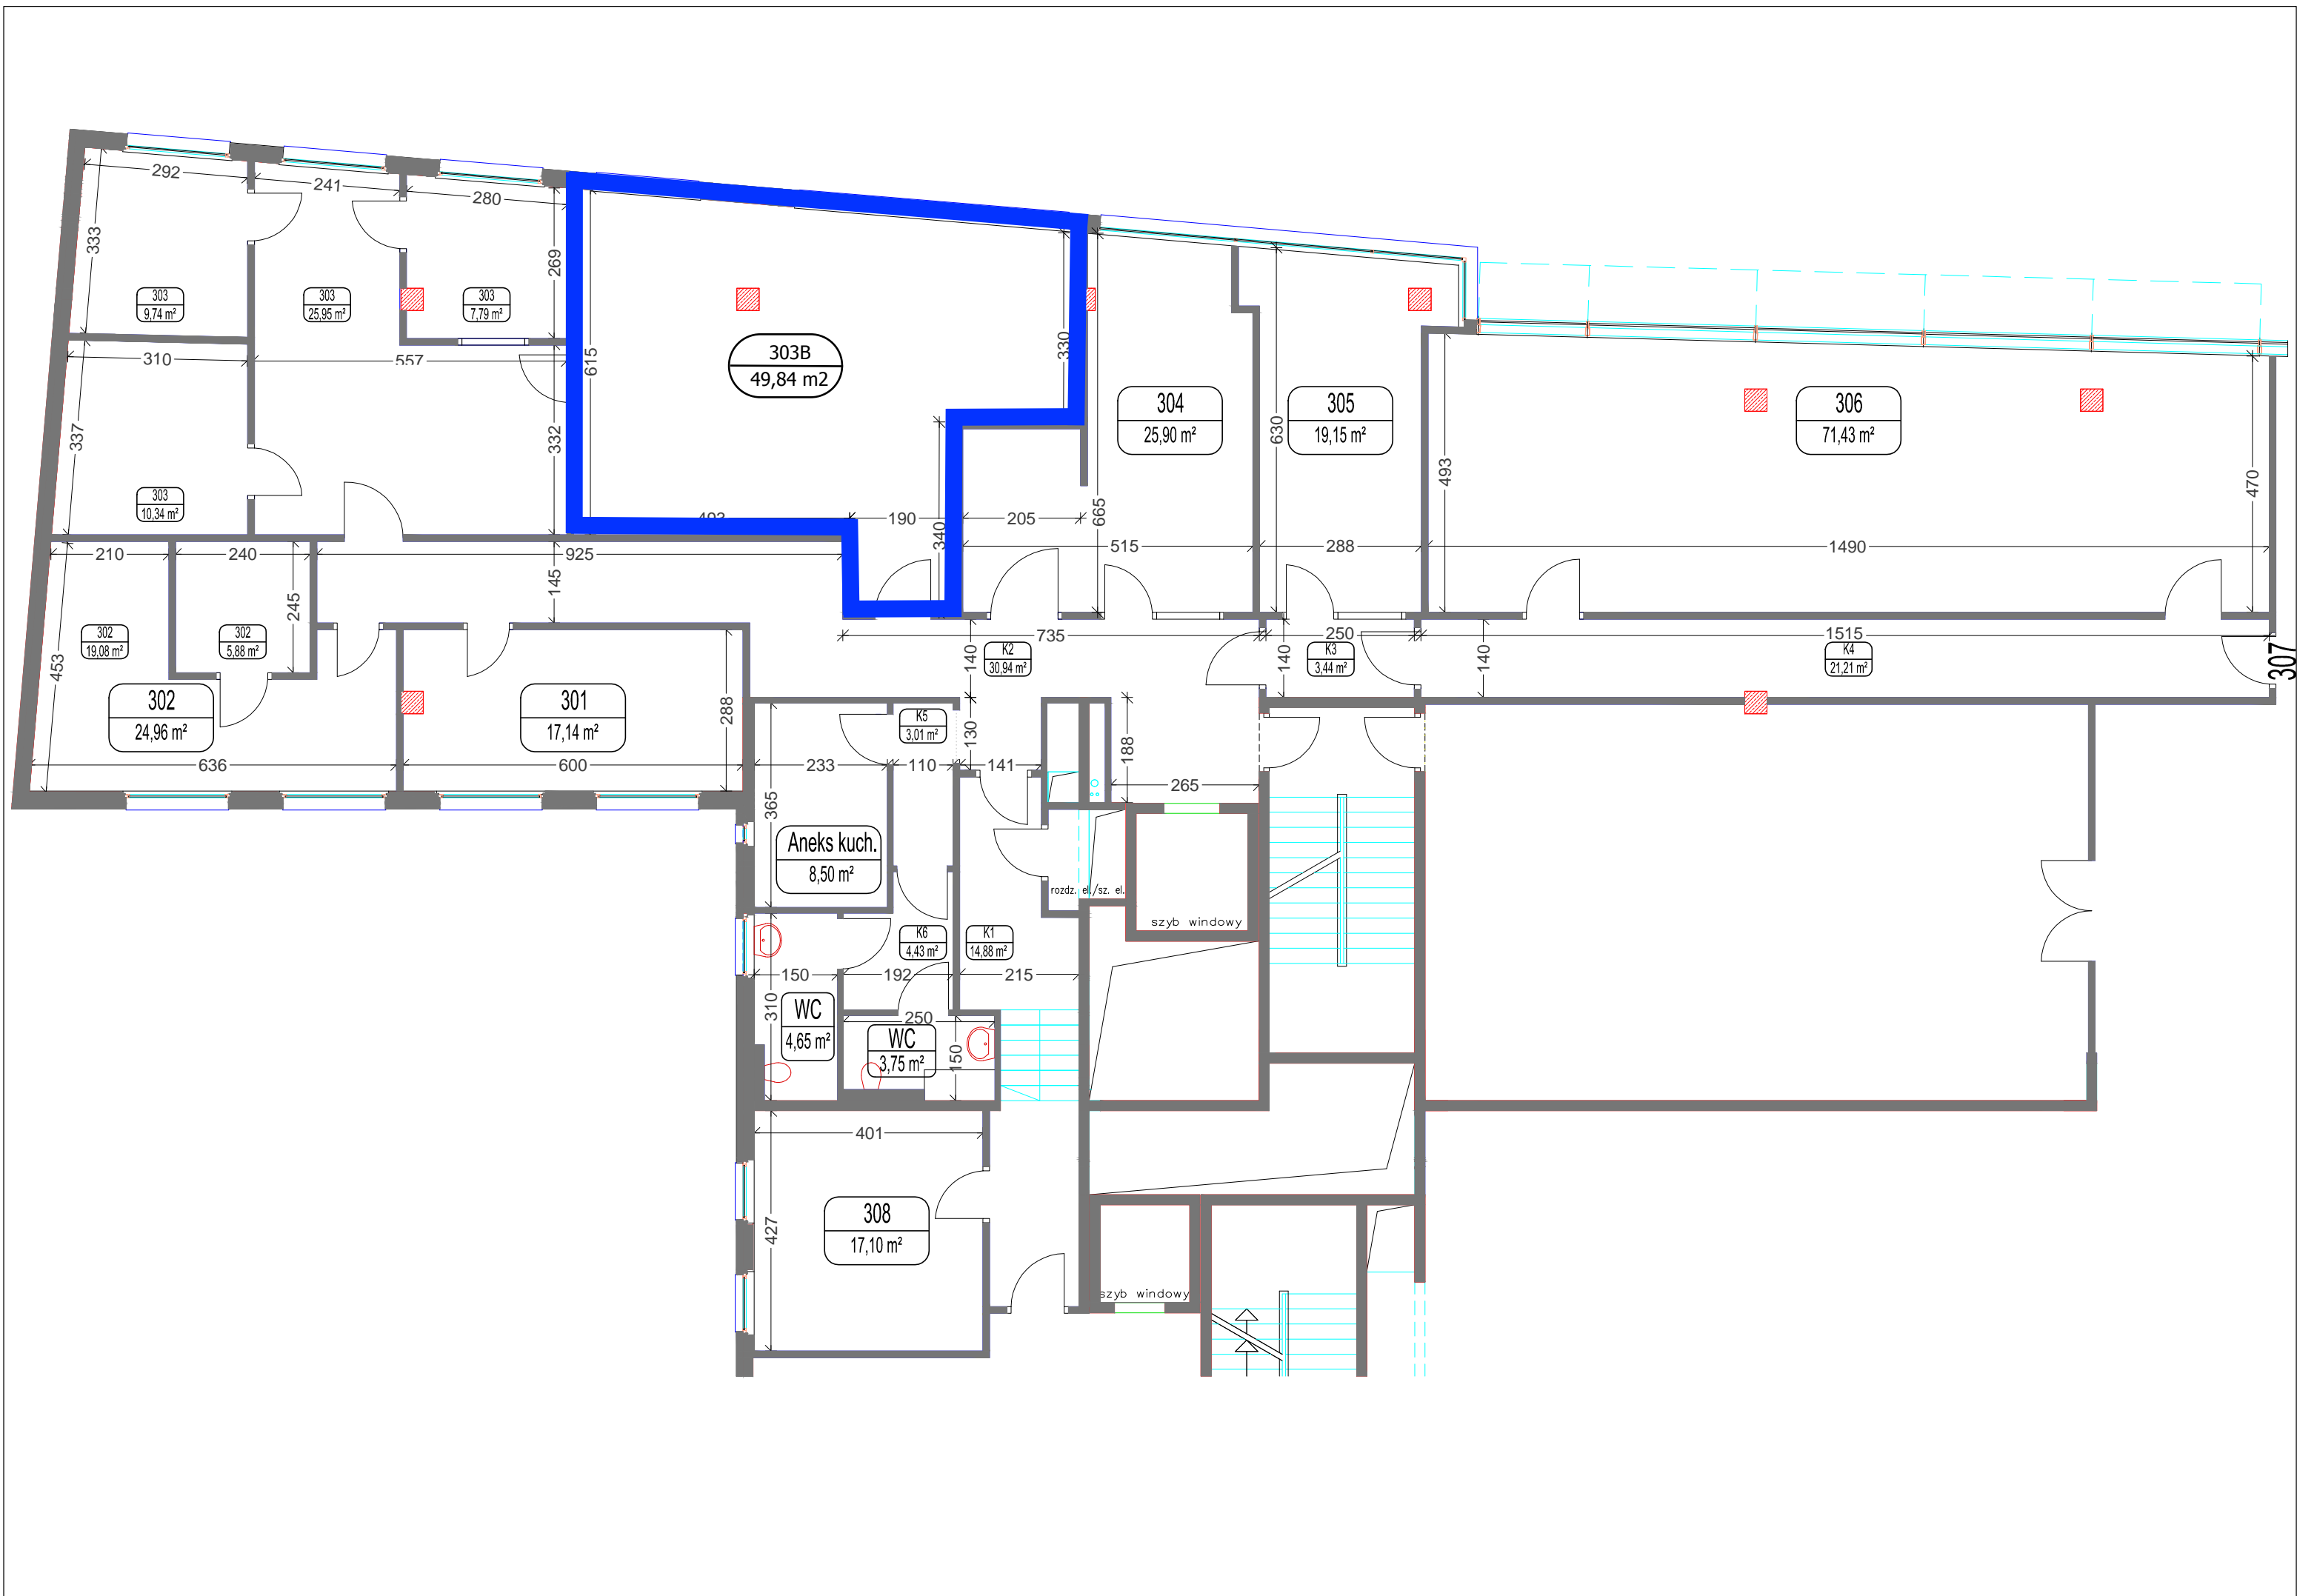 292
241
280
333
269
303
9,74 m²
303
25,95 m²
303
7,79 m²
310
557
615
330
303B
49,84 m2
337
332
303
10,34 m²
190
340
205
665
304
25,90 m²
630
305
19,15 m²
493
306
71,43 m²
470
515
288
1490
210
240
925
145
245
302
19,08 m²
302
5,88 m²
453
302
24,96 m²
301
17,14 m²
288
636
600
735
250
1515
140
K2
30,94 m²
140
K3
3,44 m²
140
K4
21,21 m²
307
K5
3,01 m²
130
188
233
110
141
265
365
Aneks kuch.
8,50 m²
rozdz. el./sz. el.
szyb windowy
K6
4,43 m²
K1
14,88 m²
150
192
215
310
WC
4,65 m²
250
WC
3,75 m²
150
401
427
308
17,10 m²
szyb windowy